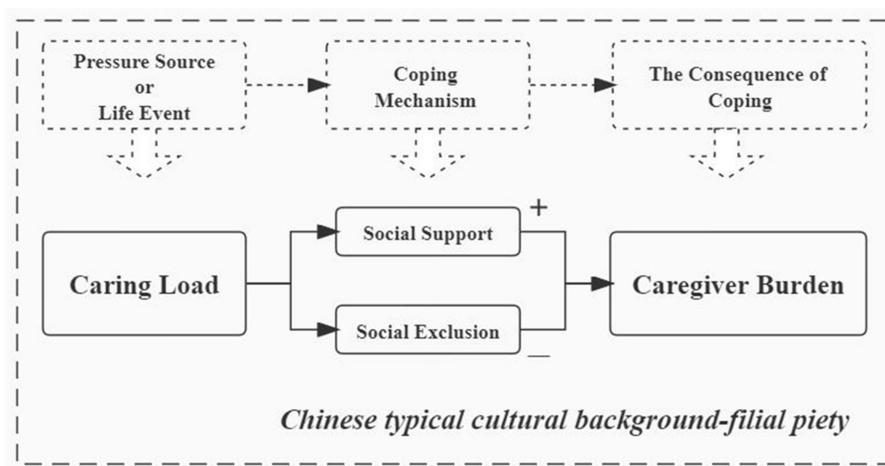 Pressure Source
or
Life Event
Coping
Mechanism
The Consequence of
Coping
Caring Load
Social Support
+
Social Exclusion
—
Caregiver Burden
Chinese typical cultural background-filial piety